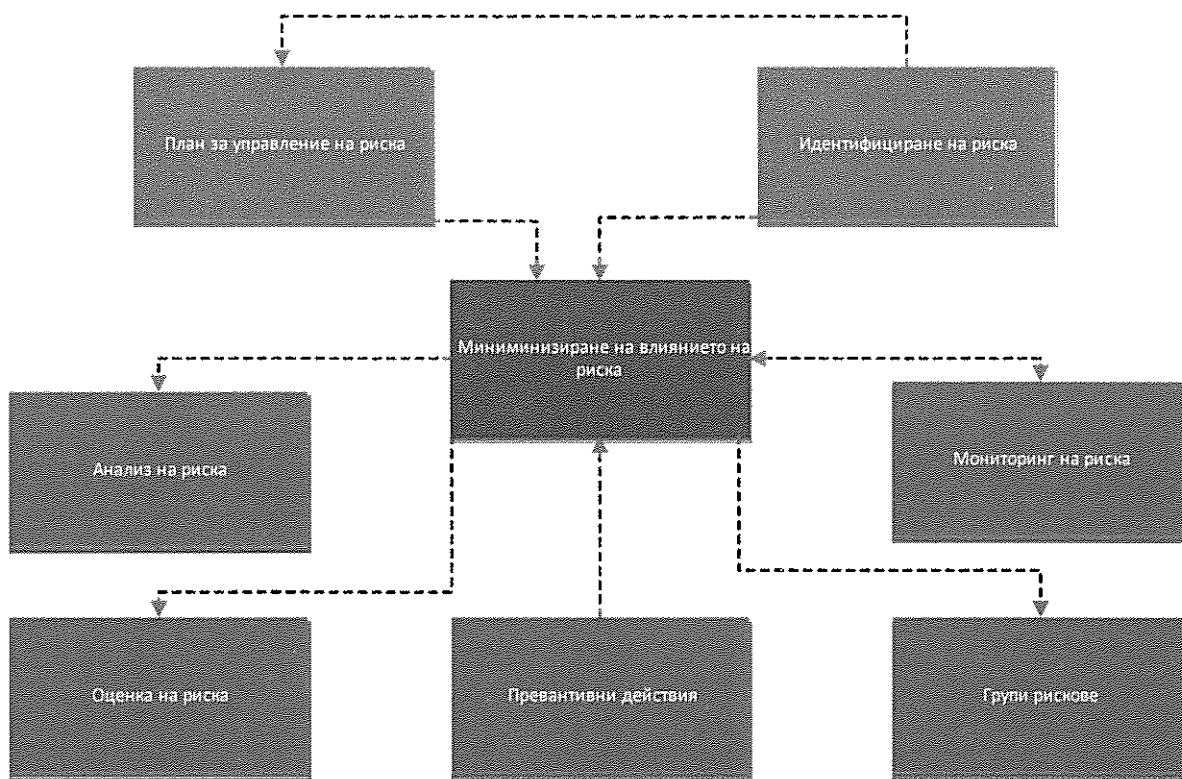 План за управление на риска
Идентифициране на риска
Миниминизиране на влиянието на
риска
Анализ на риска
Мониторинг на риска
Оценка на риска
Превантивни действия
Групи рискове